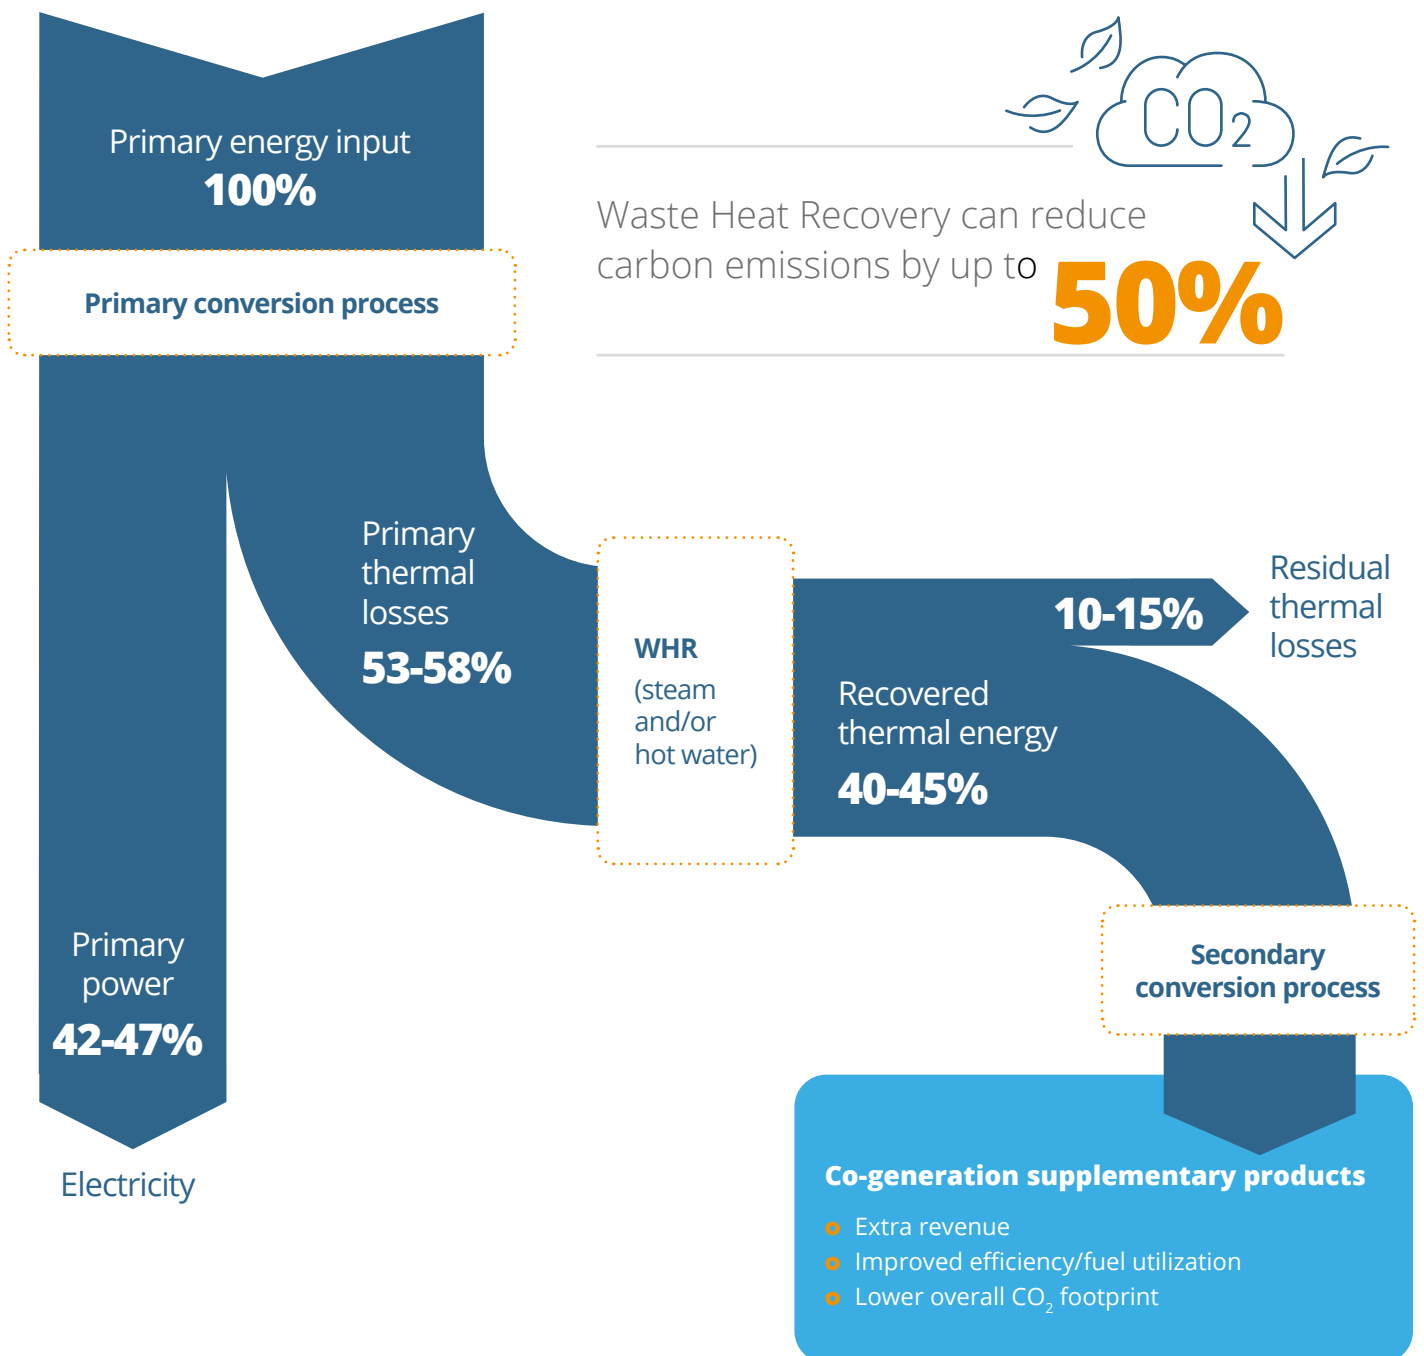 Primary energy input
100%
Primary conversion process
CO2
Waste Heat Recovery can reduce
carbon emissions by up to
50%
Primary
thermal
losses
53-58%
WHR
(steam
and/or
hot water)
10-15%
Residual
thermal
losses
Recovered
thermal energy
40-45%
Primary
power
42-47%
Electricity
Secondary
conversion process
Co-generation supplementary products
Extra revenue
Improved efficiency/fuel utilization
Lower overall CO2 footprint